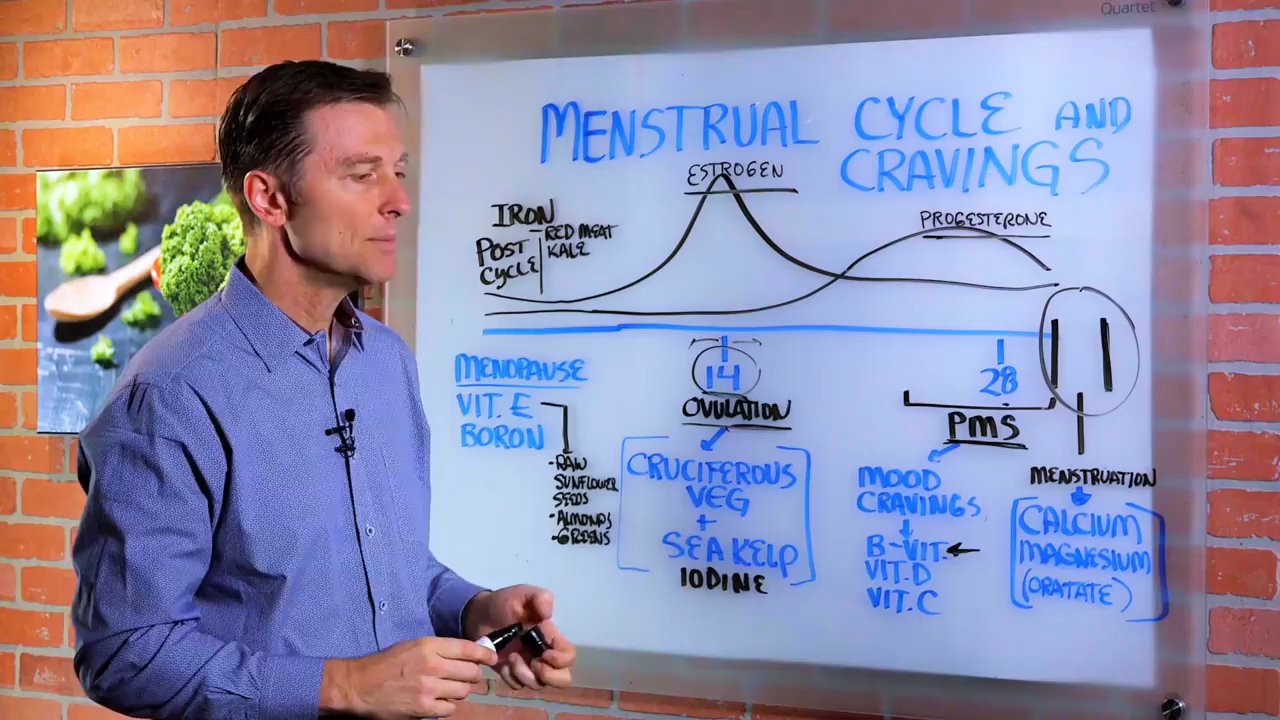 Quartet
MENSTRUAL CYCLE AND
CRAVINGS
ESTROGEN
PROGESTERONE
IRON
- RED MEAT
KALE
POST
CYCLE
14
OVULATION
28
PMS
MENOPAUSE
VIT. E
BORON
-RAW
SUNFLOWER
SEEDS
-ALMONDS
-GREENS
CRUCIFEROUS
VEG
+
SEA KELP
IODINE
MOOD
CRAVINGS
B-VIT.
VIT.D
VIT.C
MENSTRUATION
CALCIUM
MAGNESIUM
(ORATATE)